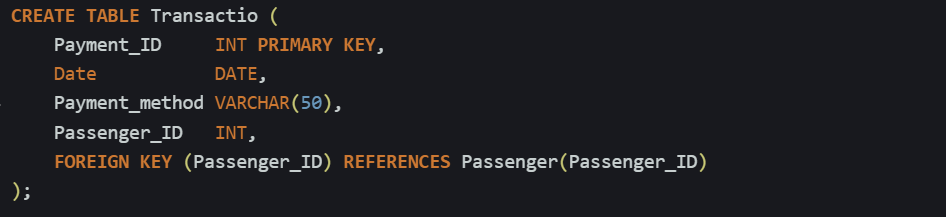 CREATE TABLE Transactio (
    Payment_ID     INT PRIMARY KEY,
    Date           DATE,
    Payment_method VARCHAR(50),
    Passenger_ID   INT,
    FOREIGN KEY (Passenger_ID) REFERENCES Passenger(Passenger_ID)
);